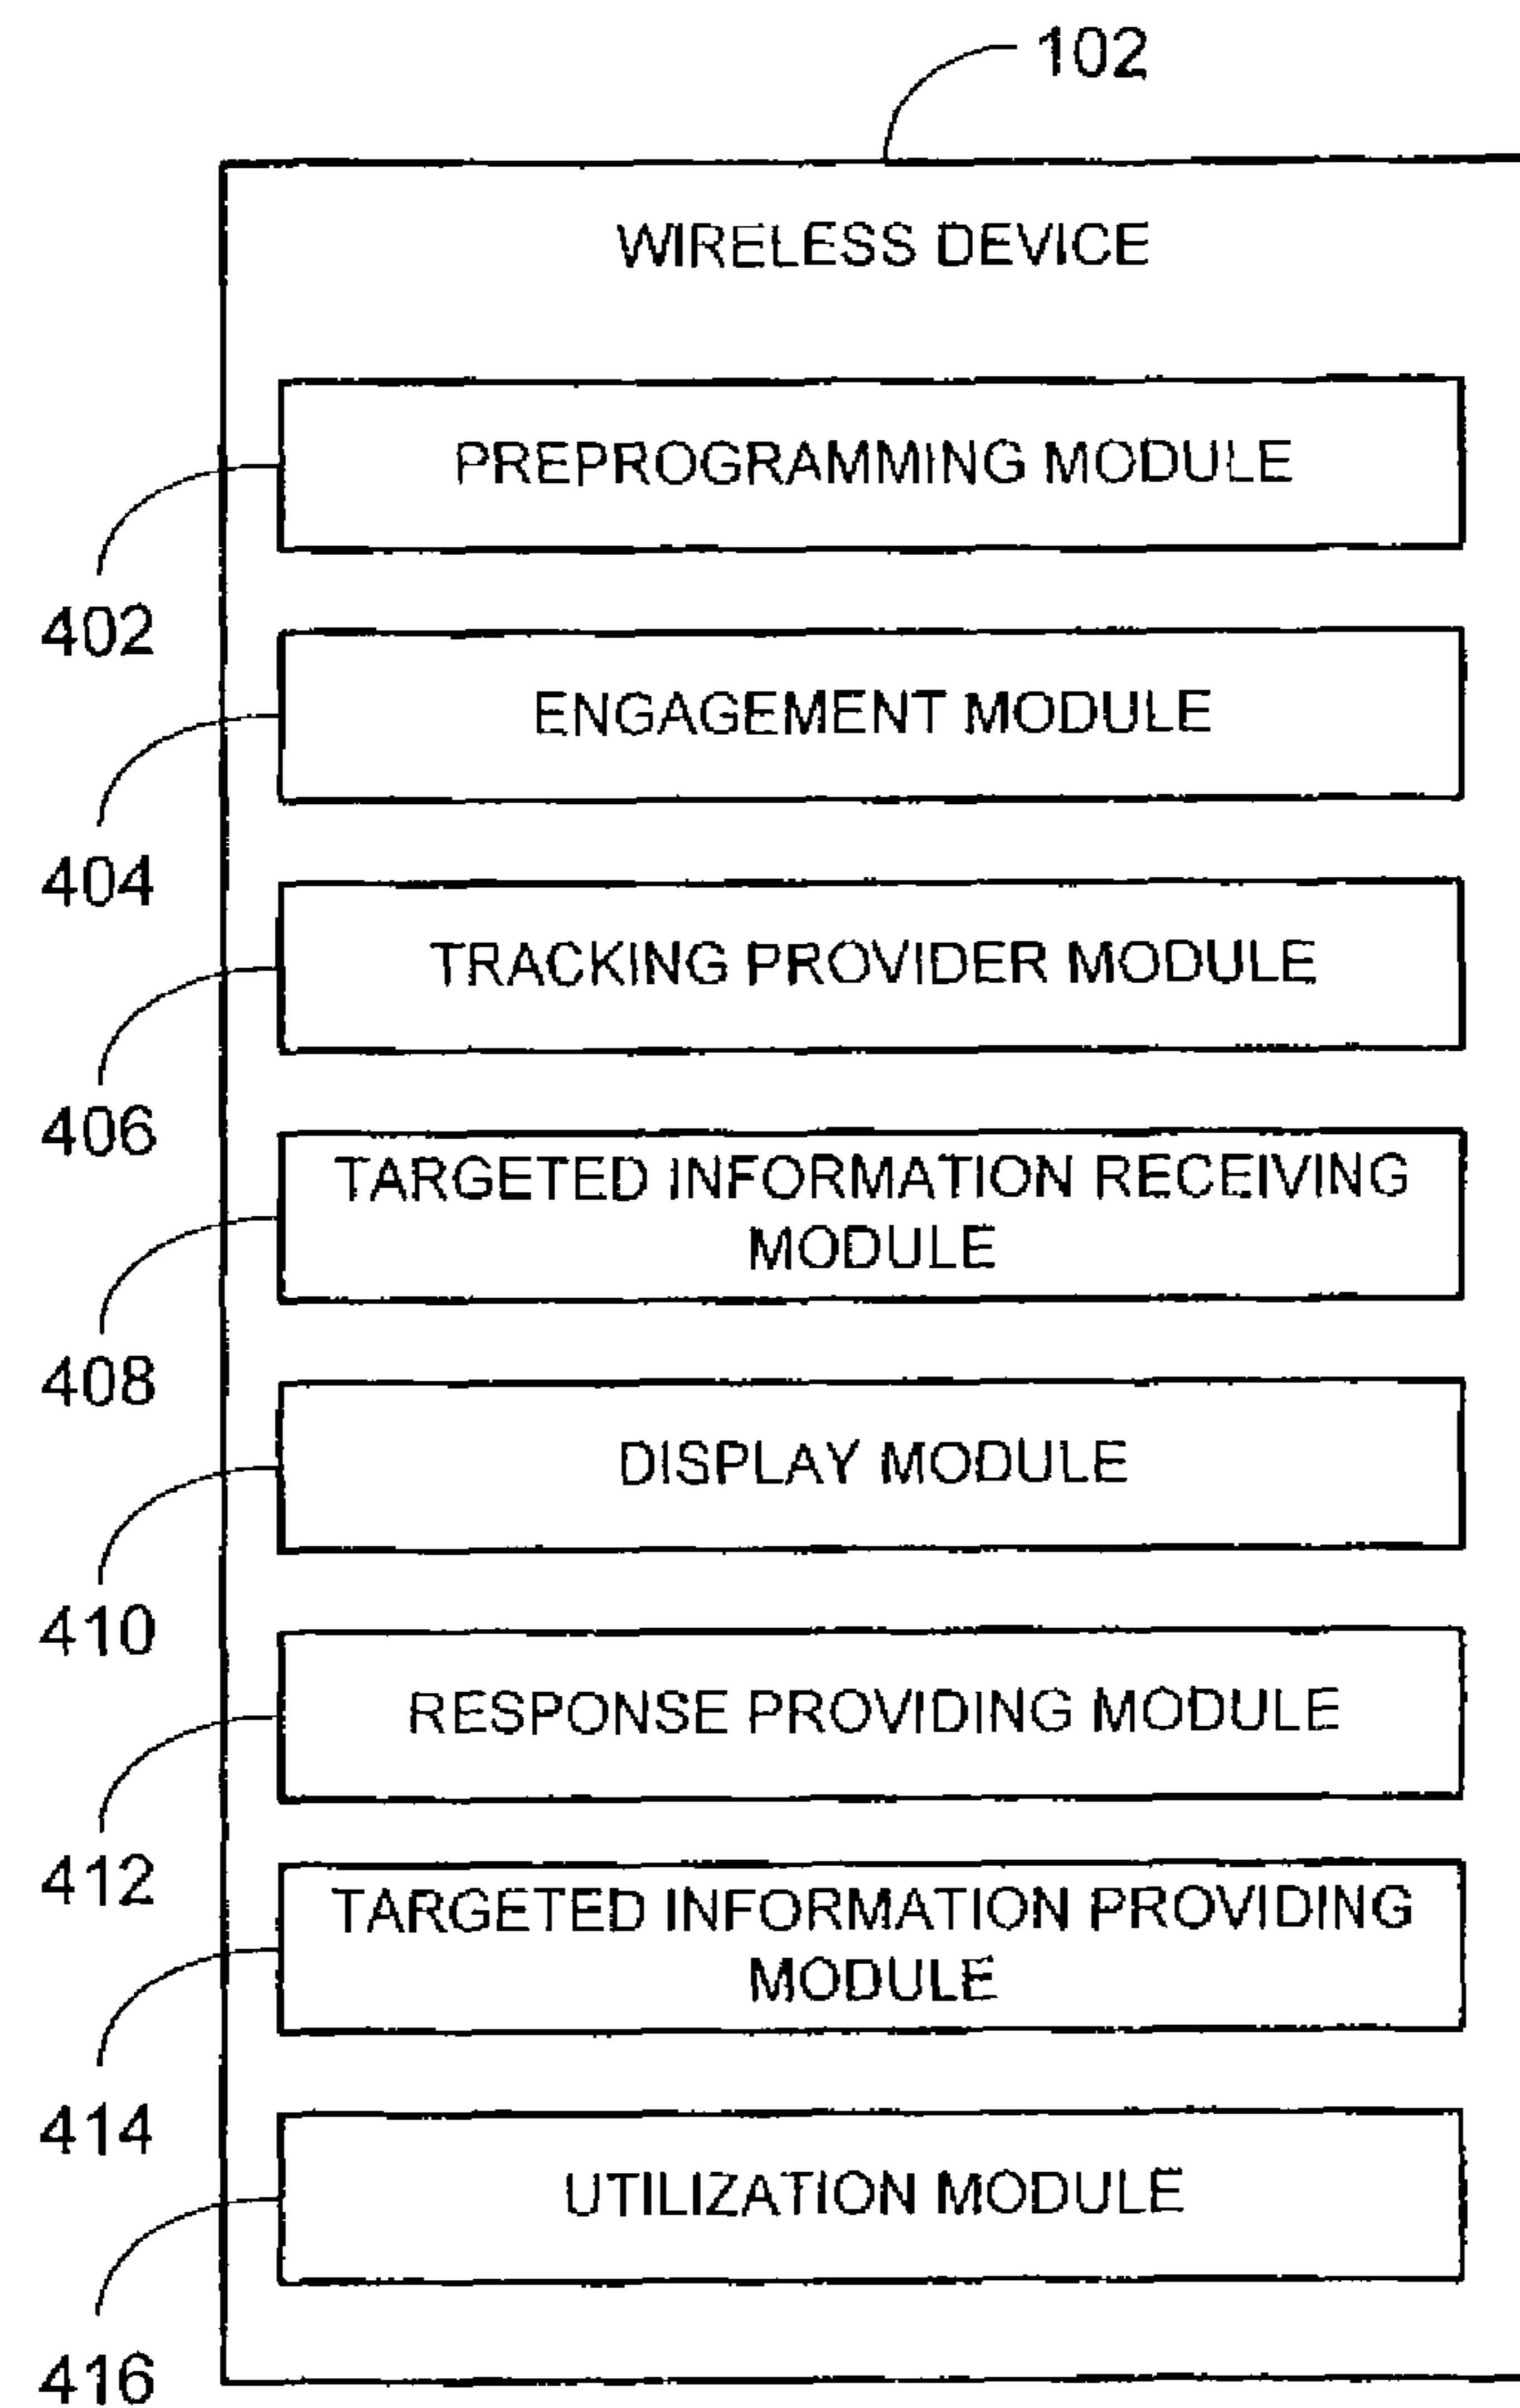 102
WIRELESS DEVICE
PREPROGRAMMING MODULE
402
ENGAGEMENT MODULE
404
TRACKING PROVIDER MODULE
406
TARGETED INFORMATION RECEIVING
MODULE
408
DISPLAY MODULE
410
RESPONSE PROVIDING MODULE
412
TARGETED INFORMATION PROVIDING
MODULE
414
UTILIZATION MODULE
416